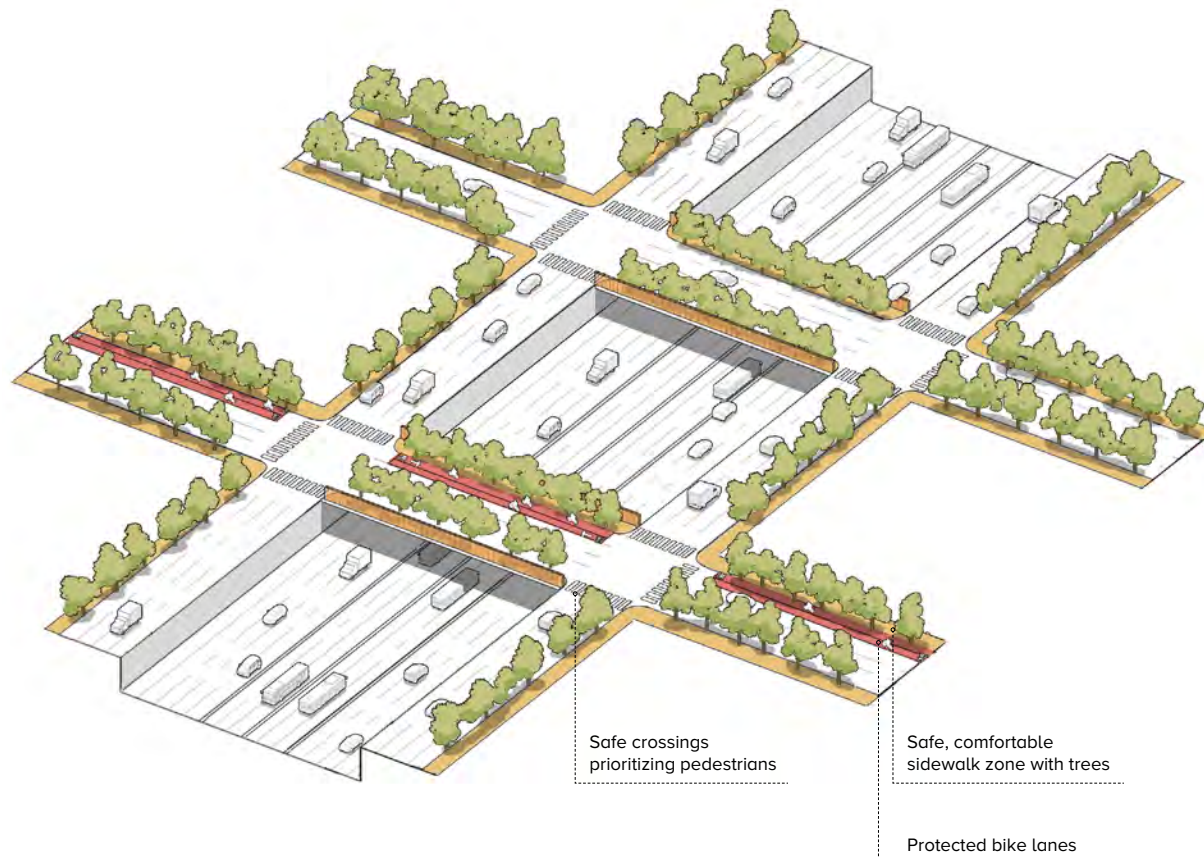 Safe crossings
prioritizing pedestrians
Safe, comfortable
sidewalk zone with trees
Protected bike lanes